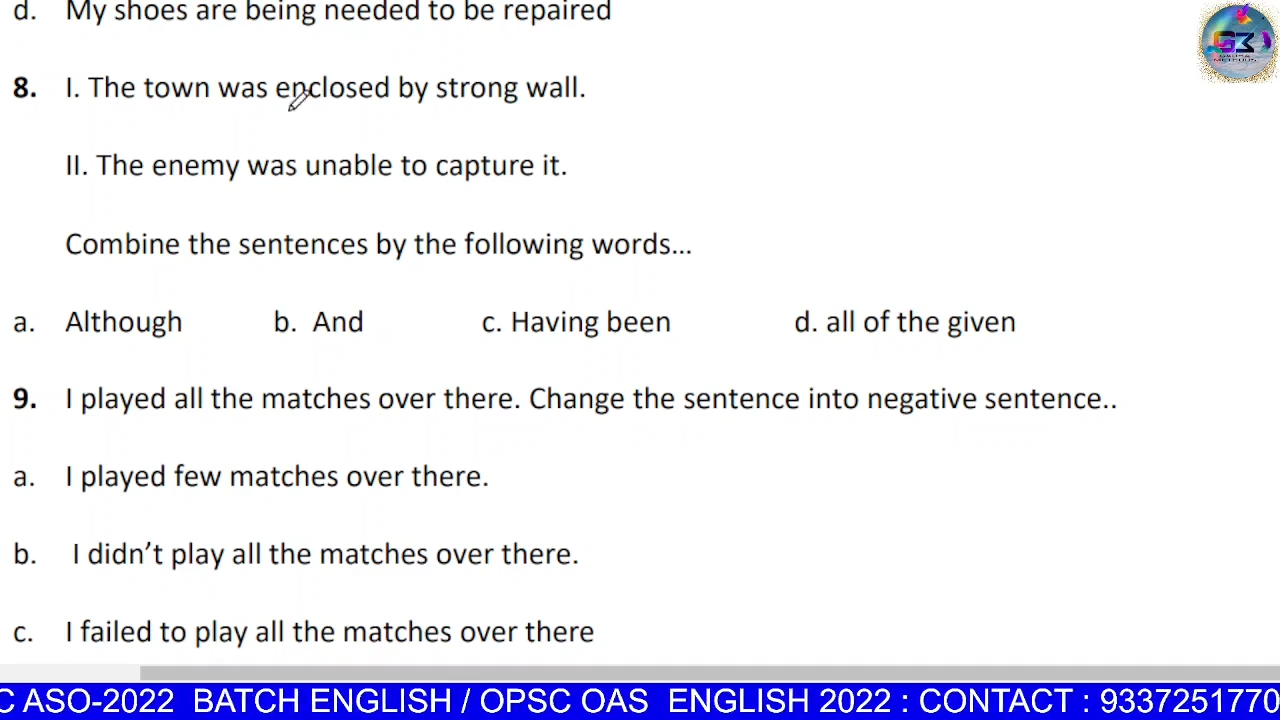 d. My shoes are being needed to be repaired
8. I. The town was enclosed by strong wall.
II. The enemy was unable to capture it.
Combine the sentences by the following words...
a. Although b. And c. Having been d. all of the given
9. I played all the matches over there. Change the sentence into negative sentence..
a. I played few matches over there.
b. I didn't play all the matches over there.
c. I failed to play all the matches over there
C ASO-2022 BATCH ENGLISH / OPSC OAS ENGLISH 2022 : CONTACT : 9337251770